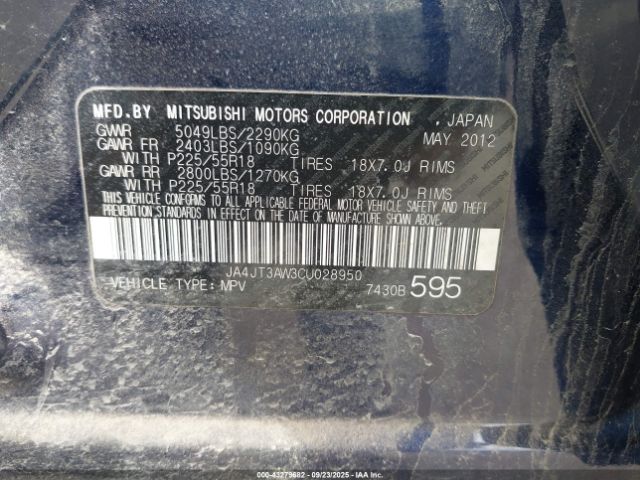 MFD.BY MITSUBISHI MOTORS CORPORATION , JAPAN
GVWR 5049LBS/2290KG MAY 2012
GAWR FR 2403LBS/1090KG
WITH P225/55R18 TIRES 18X7.0J RIMS
GAWR RR 2800LBS/1270KG
WITH P225/55R18 TIRES 18X7.0J RIMS
THIS VEHICLE CONFORMS TO ALL APPLICABLE FEDERAL MOTOR VEHICLE SAFETY AND THEFT
PREVENTION STANDARDS IN EFFECT ON THE DATE OF MANUFACTURE SHOWN ABOVE.
JA4JT3AW3CU028950
VEHICLE TYPE: MPV 7430B 595
000-43279682 - 09/23/2025 - IAAI.CA